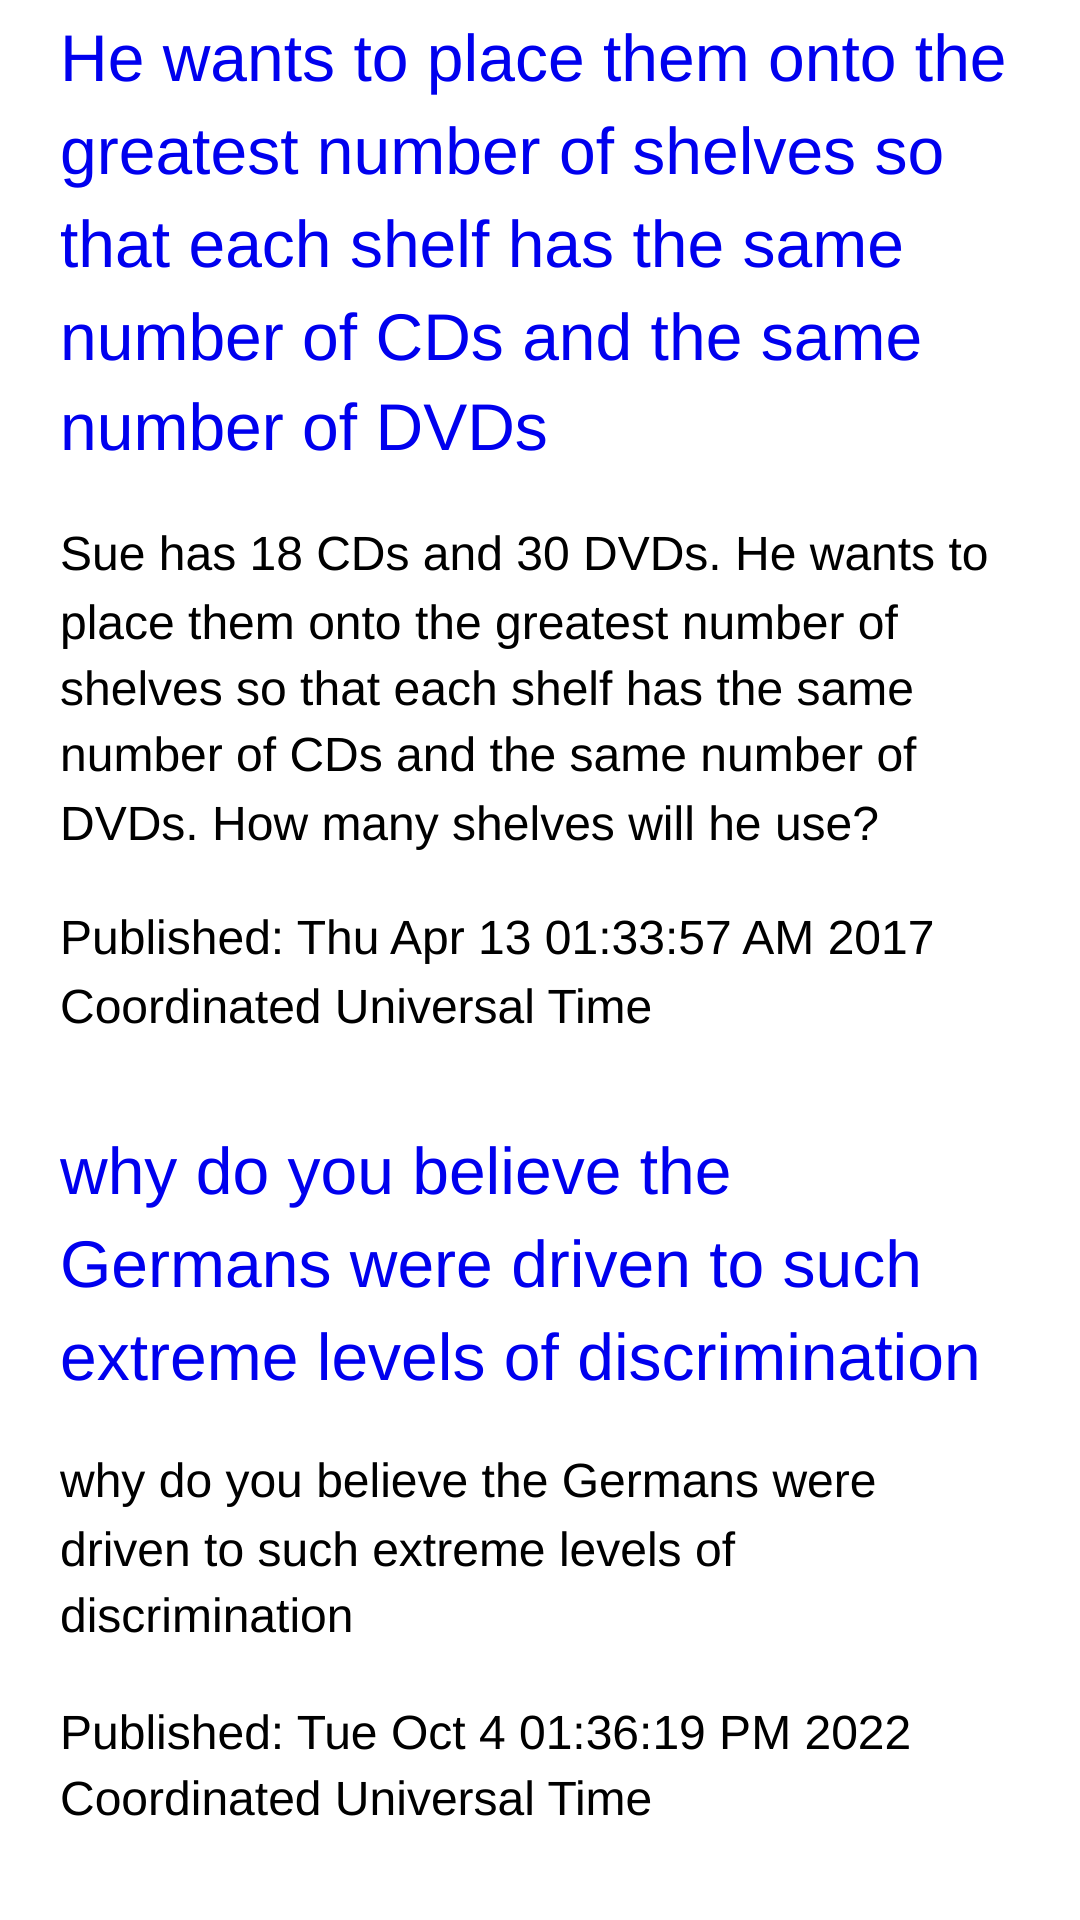 He wants to place them onto the
greatest number of shelves so
that each shelf has the same
number of CDs and the same
number of DVDs
Sue has 18 CDs and 30 DVDs. He wants to
place them onto the greatest number of
shelves so that each shelf has the same
number of CDs and the same number of
DVDs. How many shelves will he use?
Published: Thu Apr 13 01:33:57 AM 2017
Coordinated Universal Time
why do you believe the
Germans were driven to such
extreme levels of discrimination
why do you believe the Germans were
driven to such extreme levels of
discrimination
Published: Tue Oct 4 01:36:19 PM 2022
Coordinated Universal Time